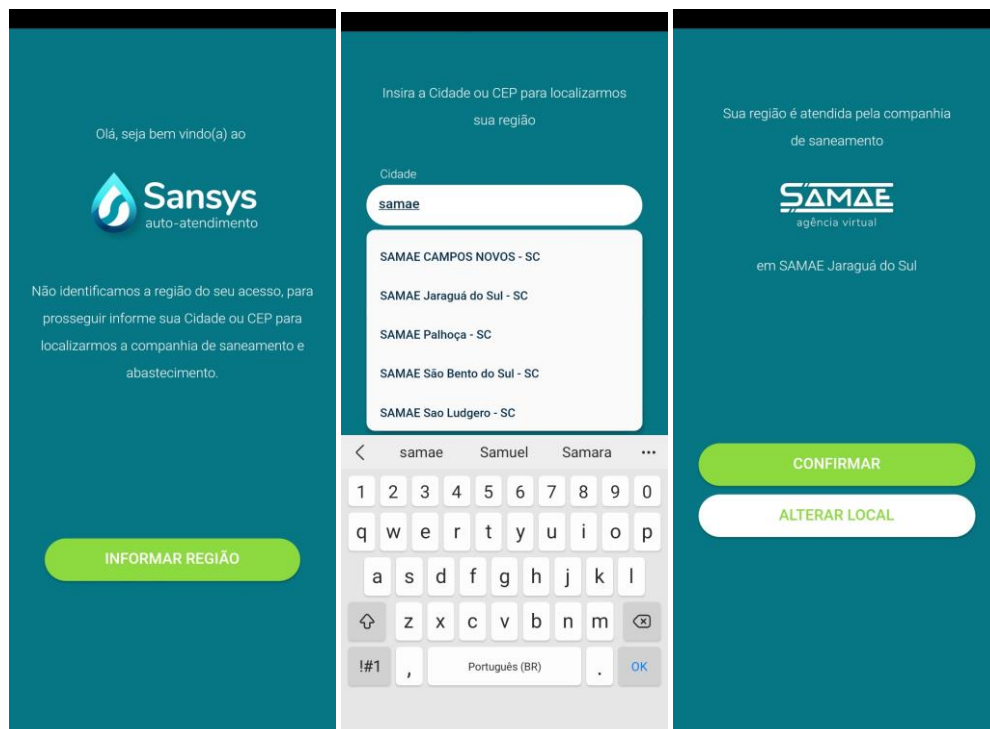 Olá, seja bem vindo(a) ao
Sansys
auto-atendimento
Não identificamos a região do seu acesso, para
prosseguir informe sua Cidade ou CEP para
localizarmos a companhia de saneamento e
abastecimento.
INFORMAR REGIÃO
Insira a Cidade ou CEP para localizarmos
sua região
Cidade
samae
SAMAE CAMPOS NOVOS - SC
SAMAE Jaraguá do Sul - SC
SAMAE Palhoça - SC
SAMAE São Bento do Sul - SC
SAMAE Sao Ludgero - SC
samae Samuel Samara
1 2 3 4 5 6 7 8 9 0
q w e r t y u i o p
a s d f g h j k l
z x c v b n m
!#1 , Português (BR) . OK
Sua região é atendida pela companhia
de saneamento
SAMAE
agência virtual
em SAMAE Jaraguá do Sul
CONFIRMAR
ALTERAR LOCAL